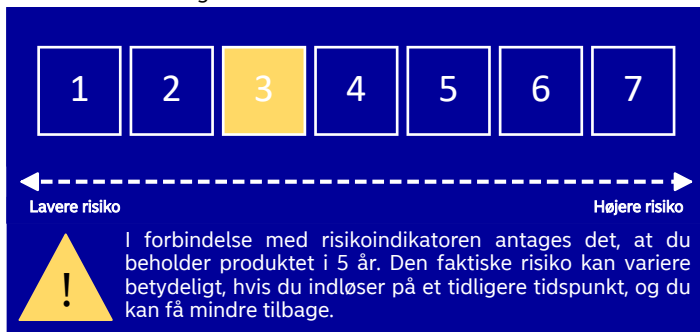 1 2 3 4 5 6 7
Lavere risiko Højere risiko
! I forbindelse med risikoindikatoren antages det, at du
beholder produktet i 5 år. Den faktiske risiko kan variere
betydeligt, hvis du indløser på et tidligere tidspunkt, og du
kan få mindre tilbage.